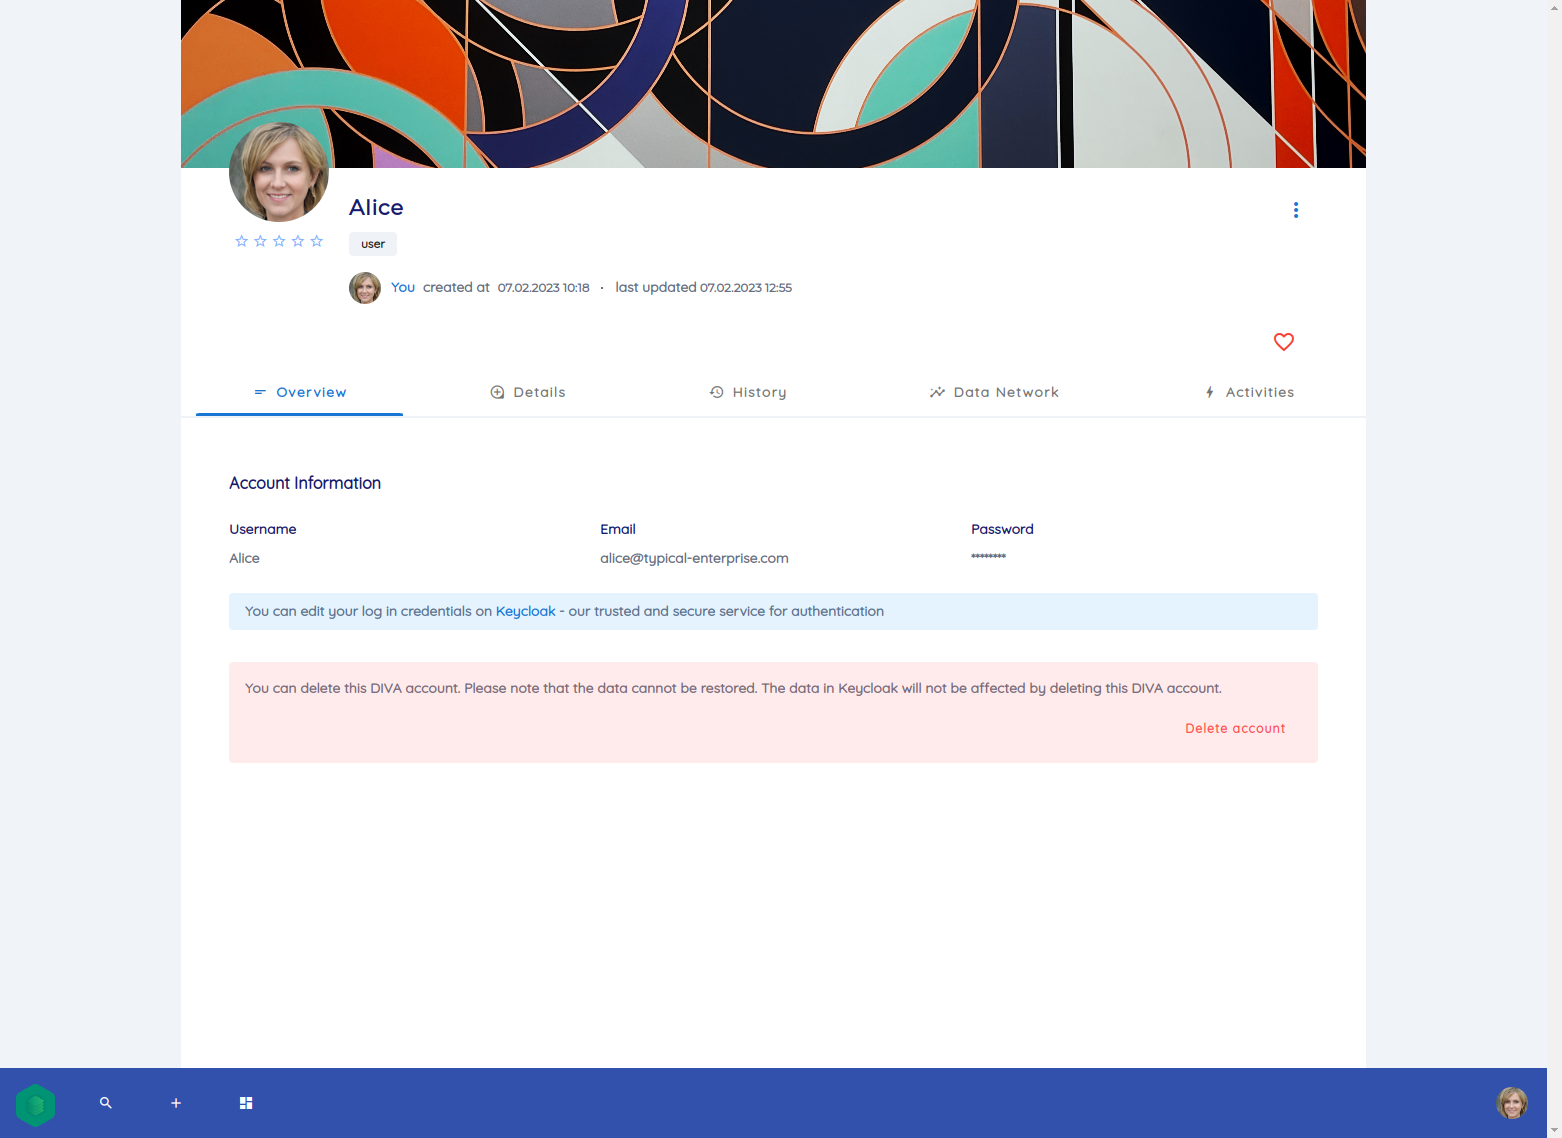 Alice
user
You created at 07.02.2023 10:18 · last updated 07.02.2023 12:55
Overview Details History Data Network Activities
Account Information
Username Email Password
Alice alice@typical-enterprise.com ********
You can edit your log in credentials on Keycloak - our trusted and secure service for authentication
You can delete this DIVA account. Please note that the data cannot be restored. The data in Keycloak will not be affected by deleting this DIVA account.
Delete account